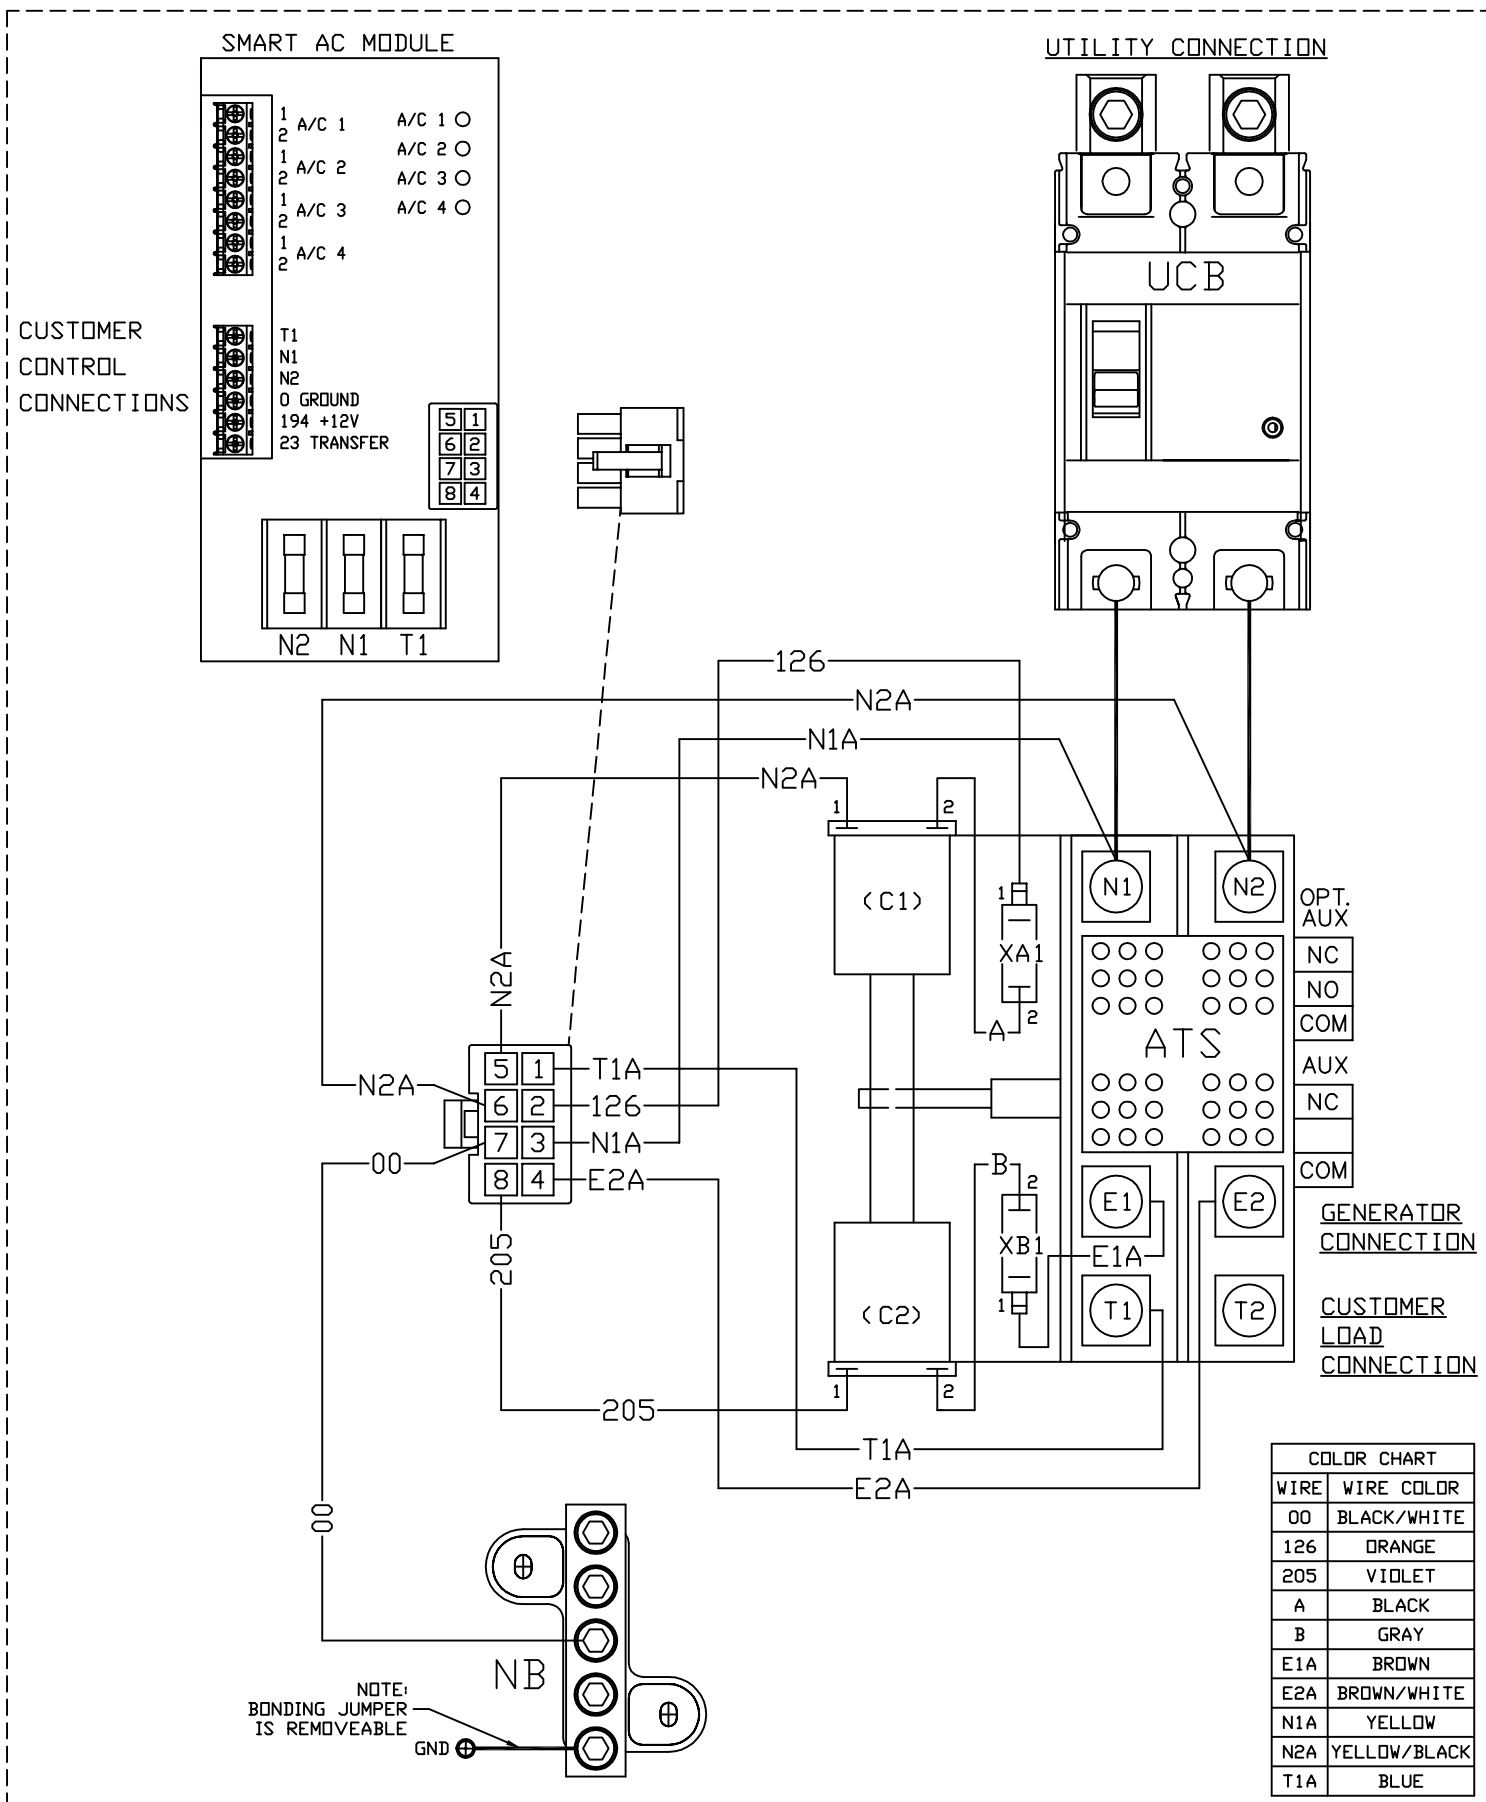 SMART AC MODULE
UTILITY CONNECTION
1
2
A/C 1
1
2
A/C 2
1
2
A/C 3
1
2
A/C 4
A/C 1
A/C 2
A/C 3
A/C 4
CUSTOMER
CONTROL
CONNECTIONS
T1
N1
N2
0 GROUND
194 +12V
23 TRANSFER
5 1
6 2
7 3
8 4
N2 N1 T1
UCB
126
N2A
N1A
N2A
1
2
(C1)
1
XA1
2
A
N1
N2
OPT.
AUX
NC
NO
COM
ATS
AUX
NC
COM
N2A
5 1
6 2
7 3
8 4
T1A
126
N1A
E2A
N2A
00
205
B
2
XB1
1
E1
E2
E1A
T1
T2
(C2)
1
2
GENERATOR
CONNECTION
CUSTOMER
LOAD
CONNECTION
205
T1A
E2A
00
NB
NOTE:
BONDING JUMPER
IS REMOVEABLE
GND
COLOR CHART
WIRE WIRE COLOR
00 BLACK/WHITE
126 ORANGE
205 VIOLET
A BLACK
B GRAY
E1A BROWN
E2A BROWN/WHITE
N1A YELLOW
N2A YELLOW/BLACK
T1A BLUE